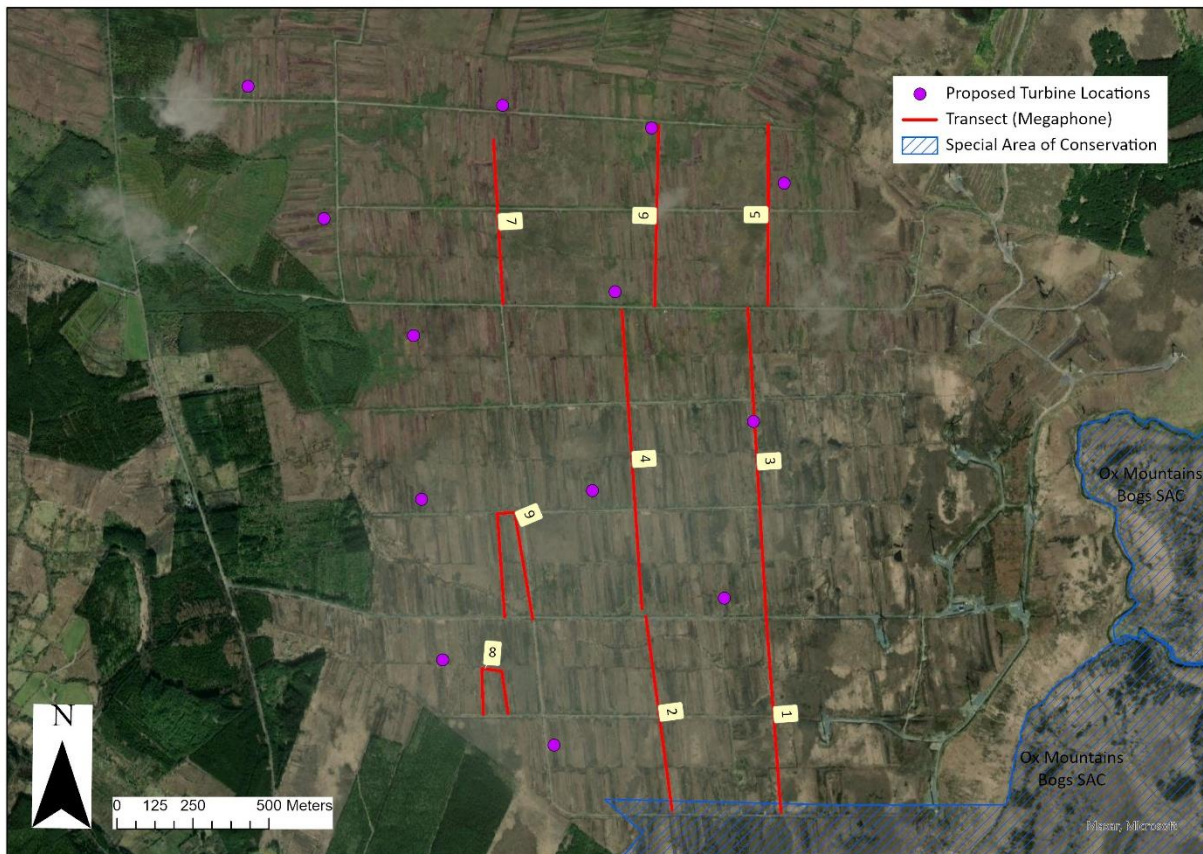 Proposed Turbine Locations
Transect (Megaphone)
Special Area of Conservation
7
6
5
4
3
9
8
2
1
Ox Mountains
Bogs SAC
Ox Mountains
Bogs SAC
N
0 125 250 500 Meters
Maxar, Microsoft